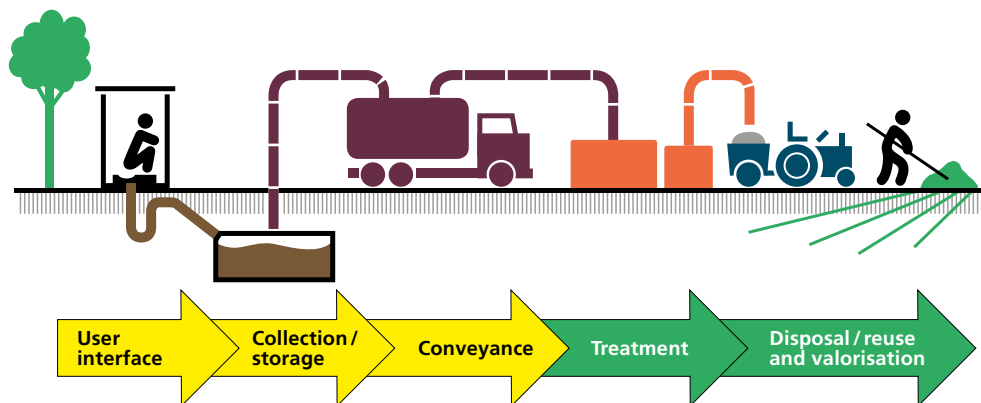 User
interface
Collection /
storage
Conveyance
Treatment
Disposal / reuse
and valorisation